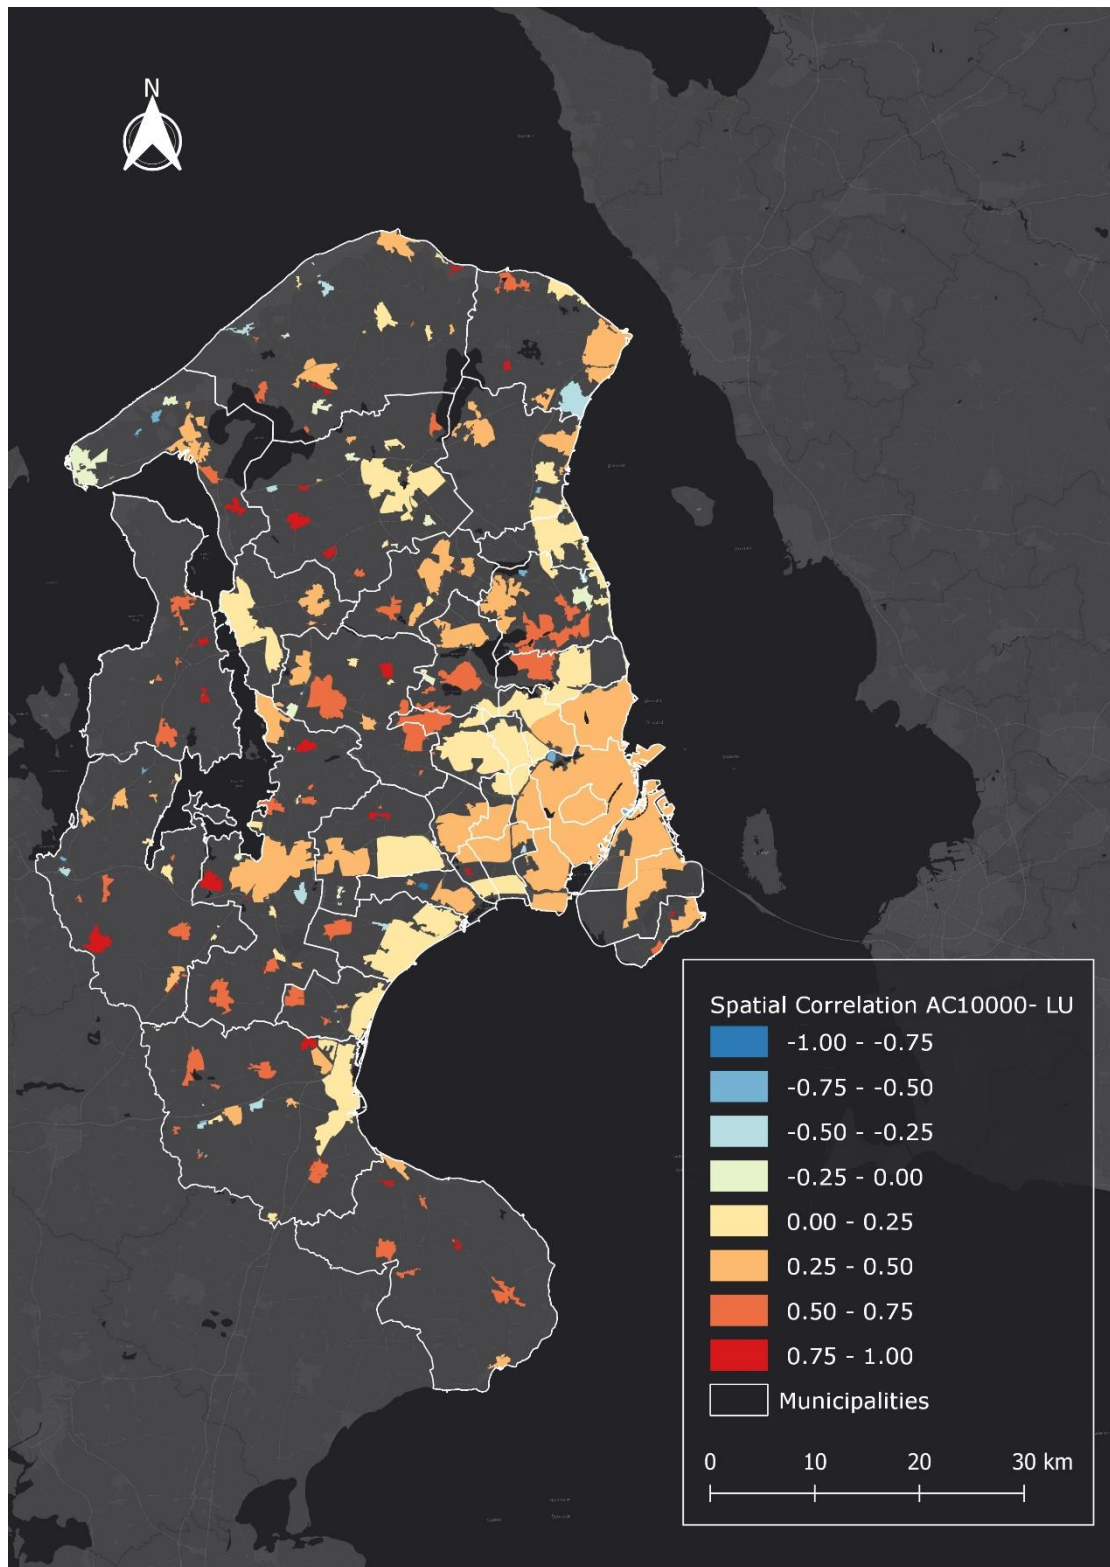 N
Spatial Correlation AC10000- LU
-1.00 - -0.75
-0.75 - -0.50
-0.50 - -0.25
-0.25 - 0.00
0.00 - 0.25
0.25 - 0.50
0.50 - 0.75
0.75 - 1.00
Municipalities
0 10 20 30 km